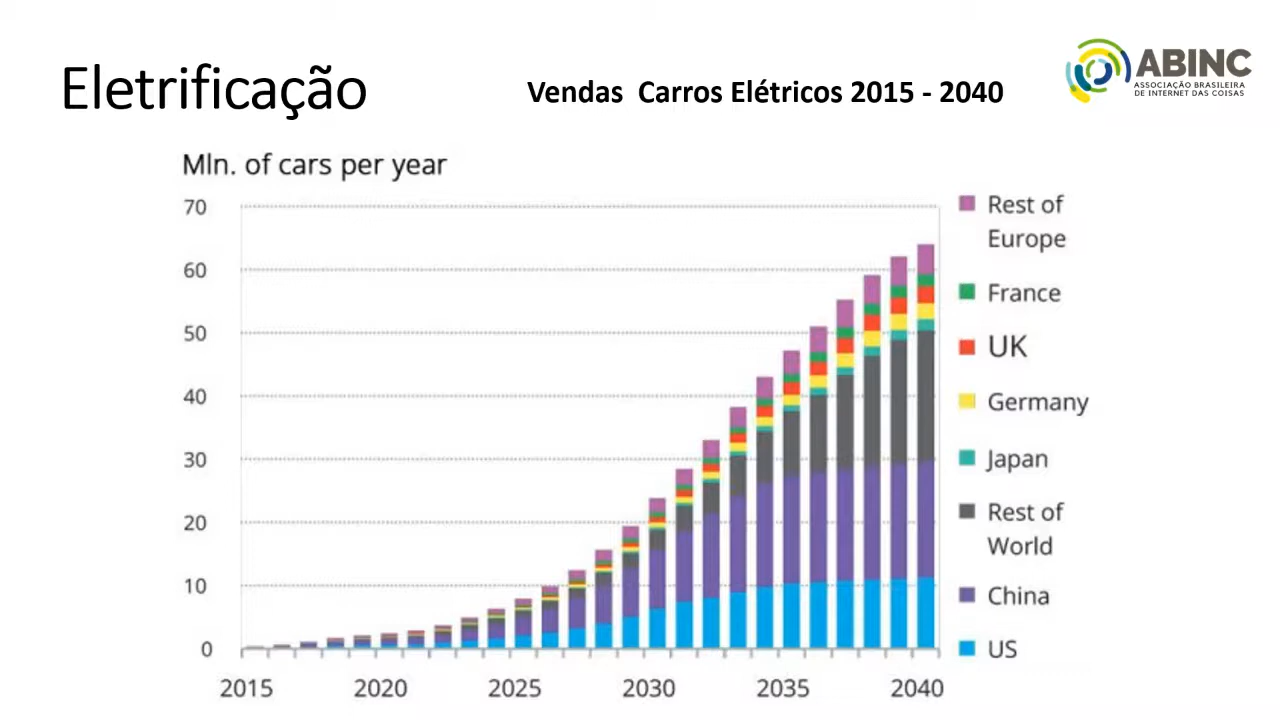 Eletrificação
Vendas  Carros Elétricos 2015 - 2040
ABINC
ASSOCIAÇÃO BRASILEIRA
DE INTERNET DAS COISAS
Mln. of cars per year
70
60
50
40
30
20
10
0
2015
2020
2025
2030
2035
2040
Rest of
Europe
France
UK
Germany
Japan
Rest of
World
China
US